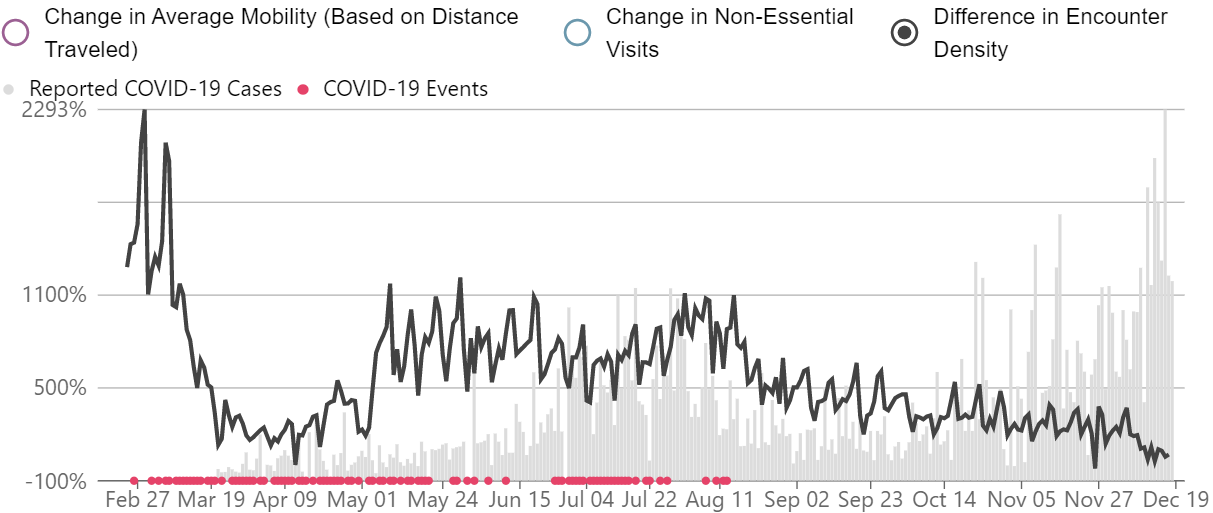 Change in Average Mobility (Based on Distance
Traveled)
Change in Non-Essential
Visits
Difference in Encounter
Density
Reported COVID-19 Cases
COVID-19 Events
2293%
1100%
500%
-100%
Feb 27 Mar 19 Apr 09 May 01 May 24 Jun 15 Jul 04 Jul 22 Aug 11 Sep 02 Sep 23 Oct 14 Nov 05 Nov 27 Dec 19